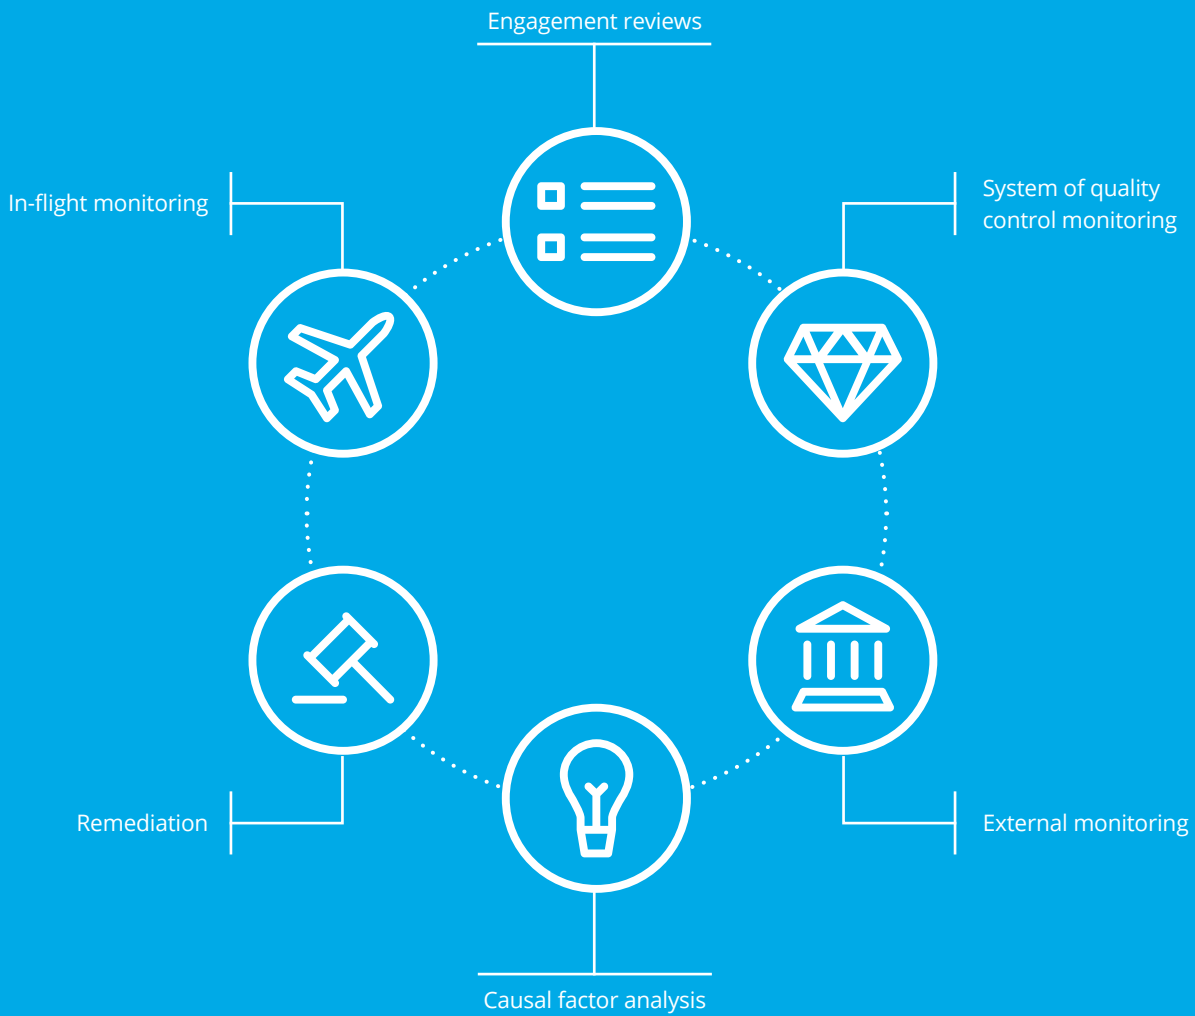 Engagement reviews
In-flight monitoring
System of quality
control monitoring
Remediation
External monitoring
Causal factor analysis